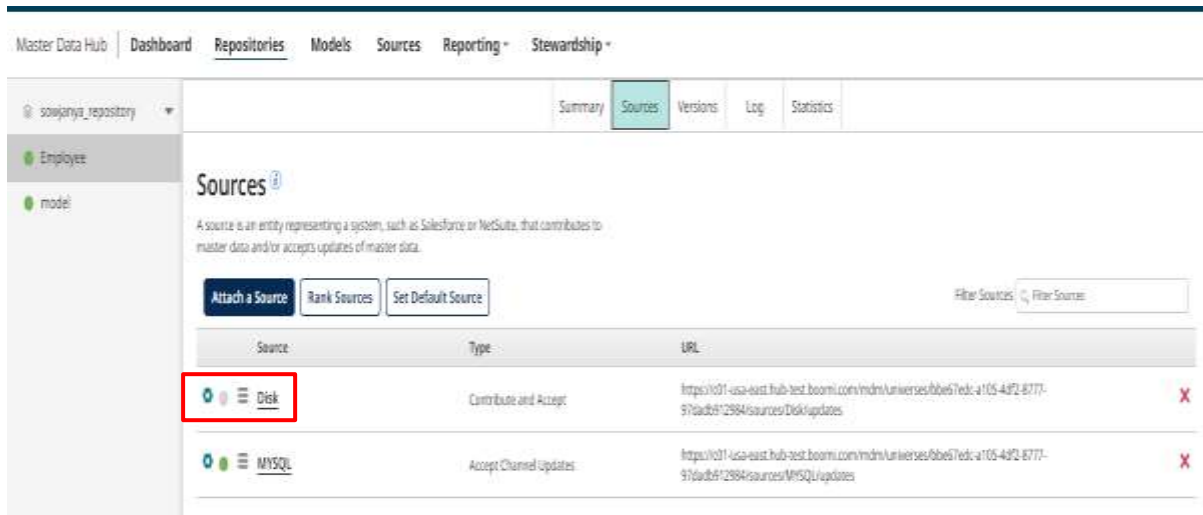 Master Data Hub Dashboard Repositories Models Sources Reporting Stewardship
sowjanya_repository
Summary Sources Versions Log Statistics
Employee
model
Sources
A source is an entity representing a system, such as Salesforce or NetSuite, that contributes to
master data and/or accepts updates of master data.
Attach a Source Rank Sources Set Default Source Filter Sources Filter Sources
Source Type URL
Disk Contribute and Accept https://c01-usa-east.hub-test.boomi.com/mdm/universes/bbe67edc-a105-4df2-8777-
97dadb912984/sources/Disk/updates
MYSQL Accept Channel Updates https://c01-usa-east.hub-test.boomi.com/mdm/universes/bbe67edc-a105-4df2-8777-
97dadb912984/sources/MYSQL/updates